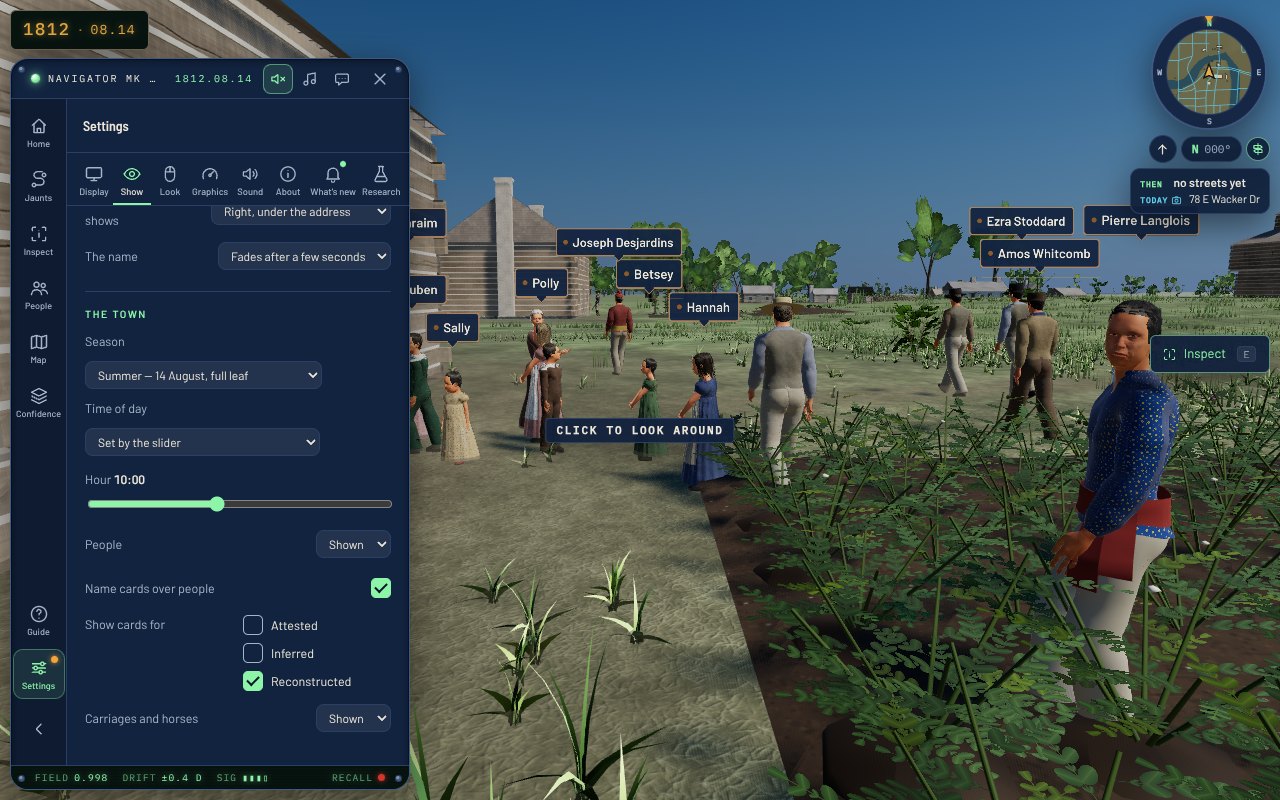 1812 · 08.14
NAVIGATOR MK …
1812.08.14
Home
Jaunts
Inspect
People
Map
Confidence
Guide
Settings
Settings
Display
Show
Look
Graphics
Sound
About
What's new
Research
shows
Right, under the address
The name
Fades after a few seconds
THE TOWN
Season
Summer — 14 August, full leaf
Time of day
Set by the slider
Hour 10:00
People
Shown
Name cards over people
Show cards for
Attested
Inferred
Reconstructed
Carriages and horses
Shown
FIELD 0.998 DRIFT ±0.4 D SIG
RECALL
raim
uben
Sally
Polly
Joseph Desjardins
Betsey
Hannah
CLICK TO LOOK AROUND
Ezra Stoddard
Pierre Langlois
Amos Whitcomb
N
W
E
S
N 000°
THEN no streets yet
TODAY 78 E Wacker Dr
Inspect E